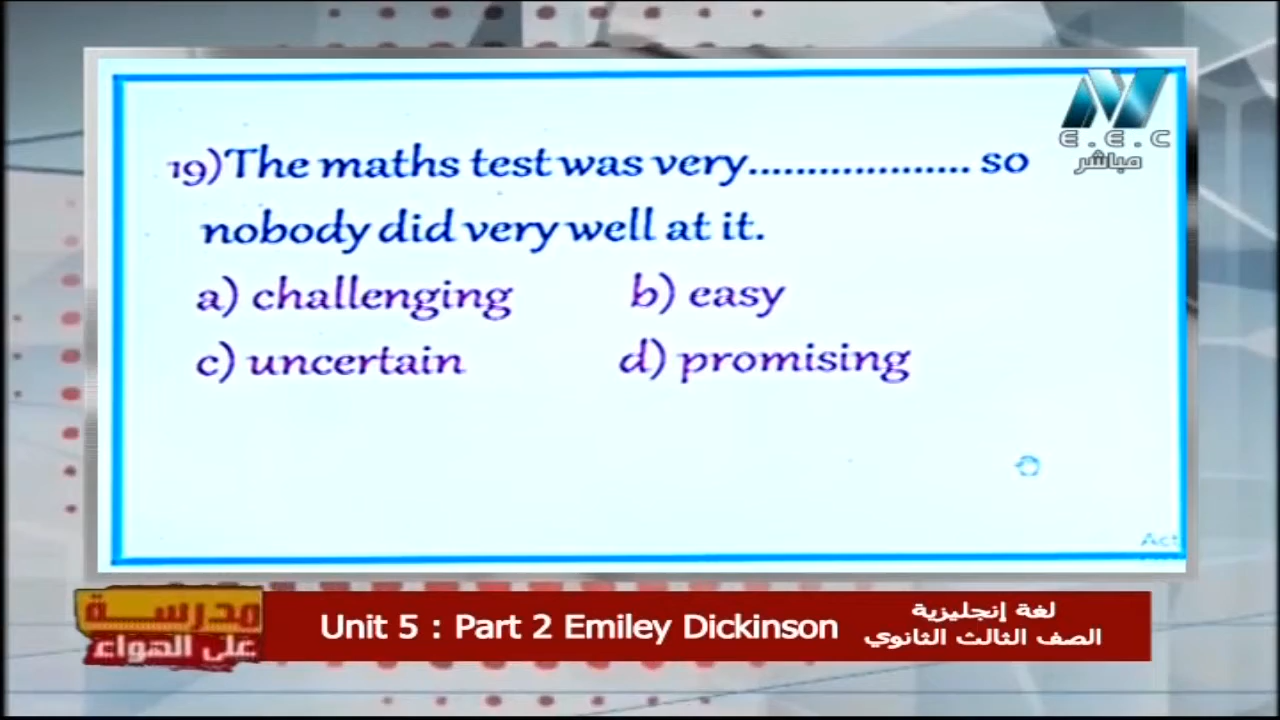 E.E.C
مباشر
19)The maths test was very................... so
nobody did very well at it.
a) challenging b) easy
c) uncertain d) promising
Act
مدرسة
على الهواء
Unit 5 : Part 2 Emiley Dickinson
لغة إنجليزية
الصف الثالث الثانوي